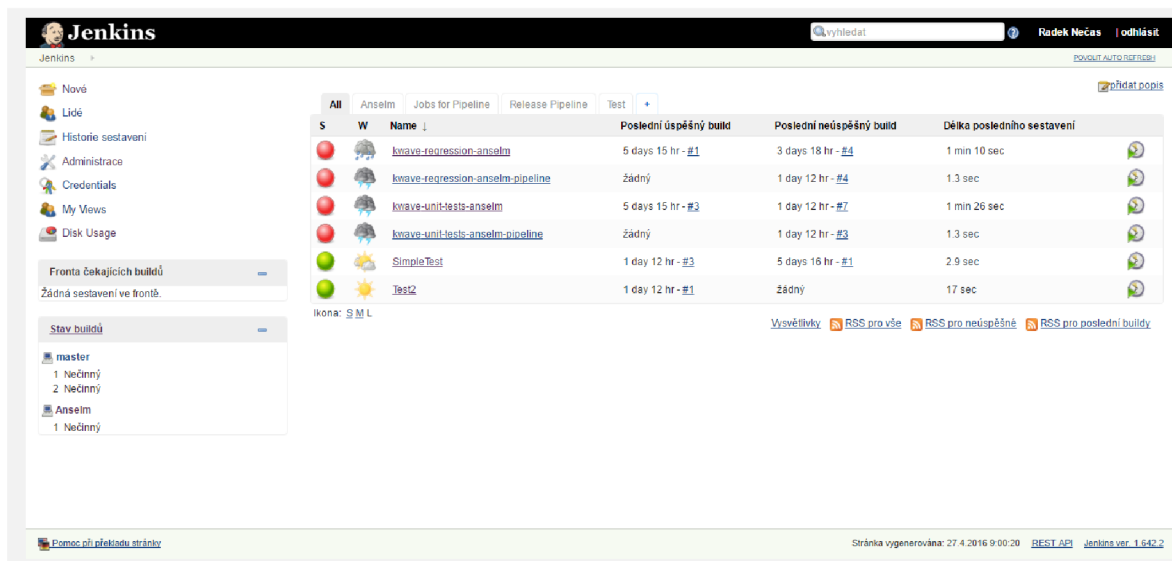 Jenkins
vyhledat
Radek Nečas | odhlásit
Jenkins
POVOLIT AUTO REFRESH
Nové
Lidé
Historie sestavení
Administrace
Credentials
My Views
Disk Usage
Fronta čekajících buildů
Žádná sestavení ve frontě.
Stav buildů
master
1 Nečinný
2 Nečinný
Anselm
1 Nečinný
přidat popis
All Anselm Jobs for Pipeline Release Pipeline Test +
S W Name ↓ Poslední úspěšný build Poslední neúspěšný build Délka posledního sestavení
kwave-regression-anselm 5 days 15 hr - #1 3 days 18 hr - #4 1 min 10 sec
kwave-regression-anselm-pipeline žádný 1 day 12 hr - #4 1.3 sec
kwave-unit-tests-anselm 5 days 15 hr - #3 1 day 12 hr - #7 1 min 26 sec
kwave-unit-tests-anselm-pipeline žádný 1 day 12 hr - #3 1.3 sec
SimpleTest 1 day 12 hr - #3 5 days 16 hr - #1 2.9 sec
Test2 1 day 12 hr - #1 žádný 17 sec
Ikona: S M L
Vysvětlivky RSS pro vše RSS pro neúspěšné RSS pro poslední buildy
Pomoc při překladu stránky
Stránka vygenerována: 27.4.2016 9:00:20 REST API Jenkins ver. 1.642.2